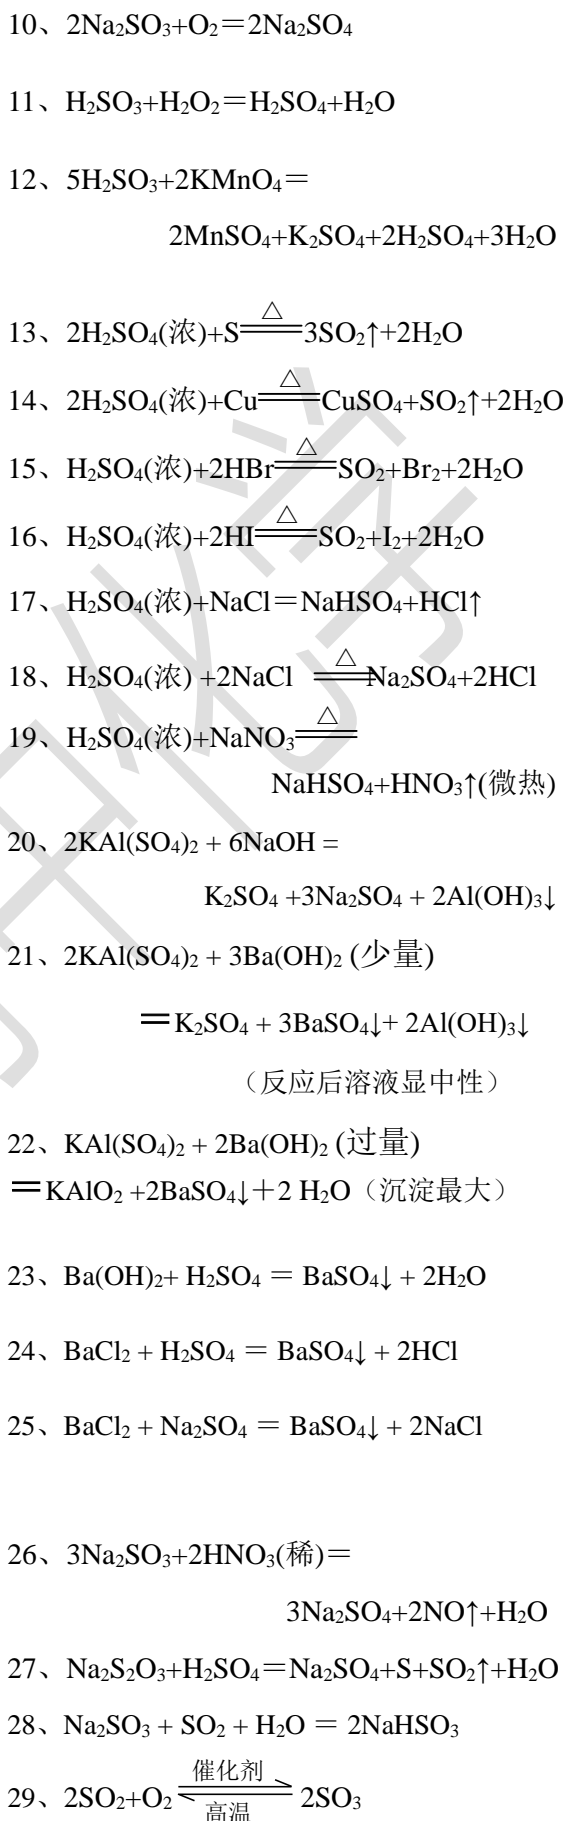 10、2Na₂SO₃+O₂＝2Na₂SO₄
11、H₂SO₃+H₂O₂＝H₂SO₄+H₂O
12、5H₂SO₃+2KMnO₄＝
2MnSO₄+K₂SO₄+2H₂SO₄+3H₂O
△
13、2H₂SO₄(浓)+S══3SO₂↑+2H₂O
△
14、2H₂SO₄(浓)+Cu══CuSO₄+SO₂↑+2H₂O
△
15、H₂SO₄(浓)+2HBr══SO₂+Br₂+2H₂O
△
16、H₂SO₄(浓)+2HI══SO₂+I₂+2H₂O
17、H₂SO₄(浓)+NaCl＝NaHSO₄+HCl↑
△
18、H₂SO₄(浓) +2NaCl ══Na₂SO₄+2HCl
△
19、H₂SO₄(浓)+NaNO₃══
NaHSO₄+HNO₃↑(微热)
20、2KAl(SO₄)₂ + 6NaOH =
K₂SO₄ +3Na₂SO₄ + 2Al(OH)₃↓
21、2KAl(SO₄)₂ + 3Ba(OH)₂ (少量)
＝K₂SO₄ + 3BaSO₄↓+ 2Al(OH)₃↓
（反应后溶液显中性）
22、KAl(SO₄)₂ + 2Ba(OH)₂ (过量)
＝KAlO₂ +2BaSO₄↓＋2 H₂O（沉淀最大）
23、Ba(OH)₂+ H₂SO₄ ＝ BaSO₄↓ + 2H₂O
24、BaCl₂ + H₂SO₄ ＝ BaSO₄↓ + 2HCl
25、BaCl₂ + Na₂SO₄ ＝ BaSO₄↓ + 2NaCl
26、3Na₂SO₃+2HNO₃(稀)＝
3Na₂SO₄+2NO↑+H₂O
27、Na₂S₂O₃+H₂SO₄＝Na₂SO₄+S+SO₂↑+H₂O
28、Na₂SO₃ + SO₂ + H₂O ＝ 2NaHSO₃
催化剂
29、2SO₂+O₂ ⇌ 2SO₃
高温